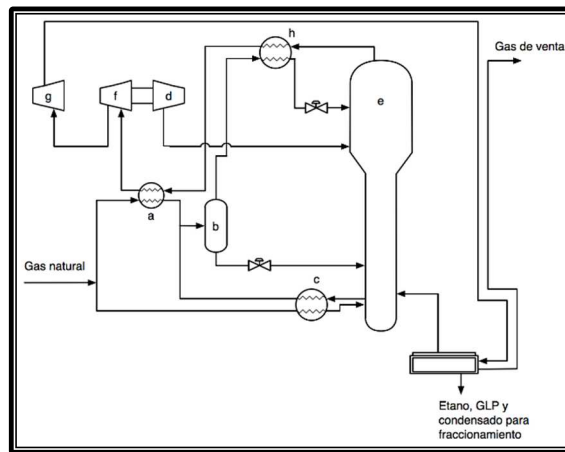 h
Gas de venta
g
f
d
e
a
b
Gas natural
c
Etano, GLP y
condensado para
fraccionamiento